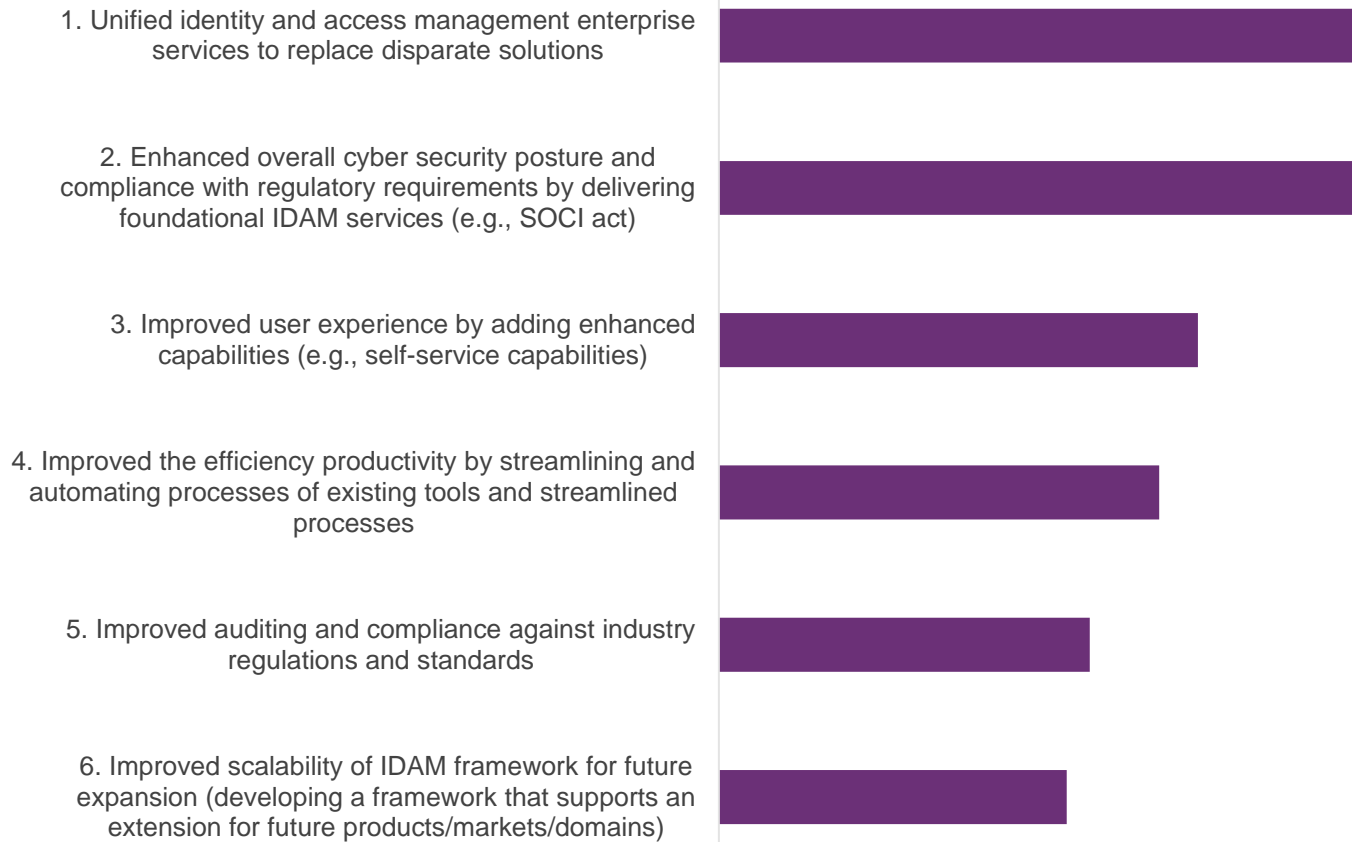 1. Unified identity and access management enterprise
services to replace disparate solutions
2. Enhanced overall cyber security posture and
compliance with regulatory requirements by delivering
foundational IDAM services (e.g., SOCI act)
3. Improved user experience by adding enhanced
capabilities (e.g., self-service capabilities)
4. Improved the efficiency productivity by streamlining and
automating processes of existing tools and streamlined
processes
5. Improved auditing and compliance against industry
regulations and standards
6. Improved scalability of IDAM framework for future
expansion (developing a framework that supports an
extension for future products/markets/domains)